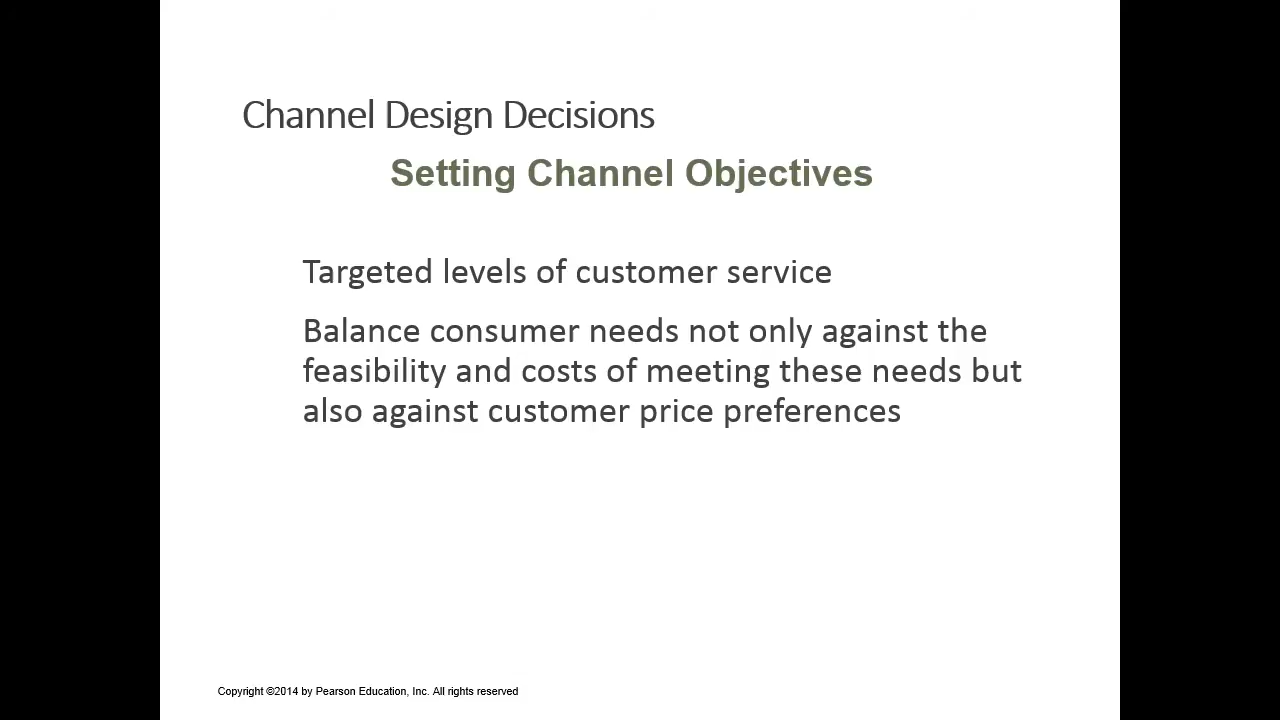 Channel Design Decisions
Setting Channel Objectives
Targeted levels of customer service
Balance consumer needs not only against the
feasibility and costs of meeting these needs but
also against customer price preferences
Copyright ©2014 by Pearson Education, Inc. All rights reserved